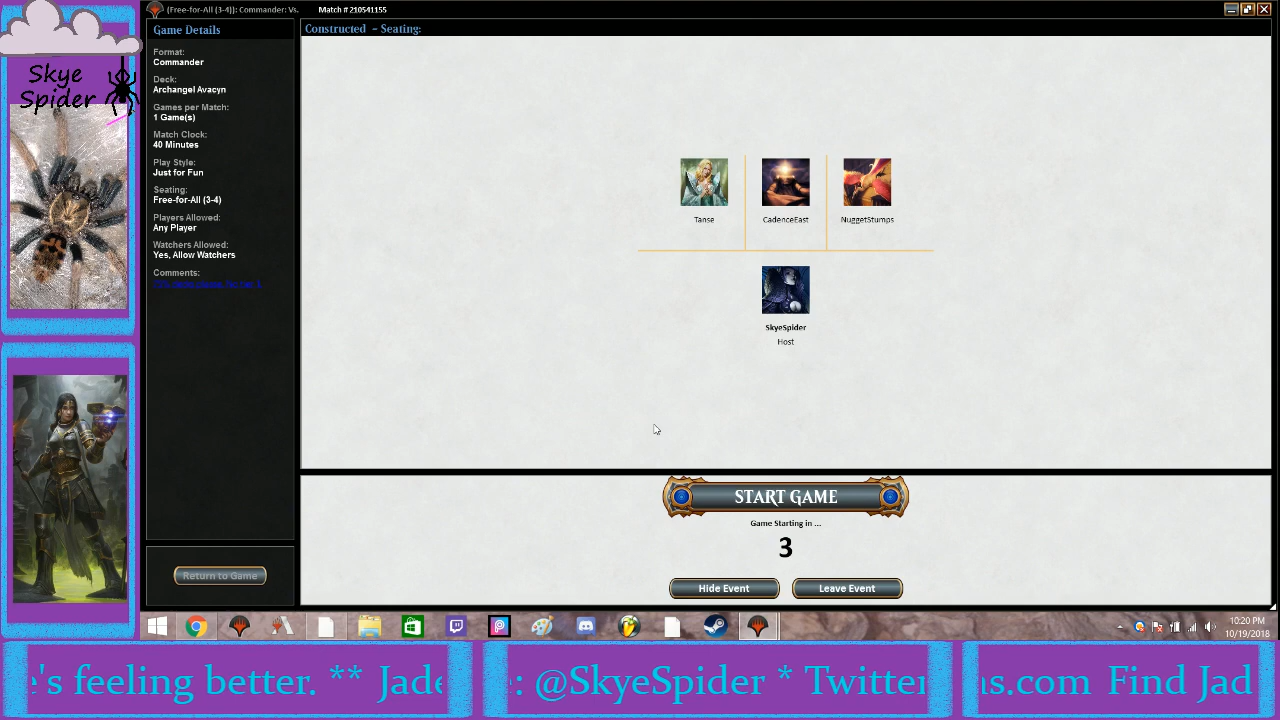 (Free-for-All (3-4)): Commander: Vs.
Match # 210541155
Game Details
Format:
Commander
Deck:
Archangel Avacyn
Games per Match:
1 Game(s)
Match Clock:
40 Minutes
Play Style:
Just for Fun
Seating:
Free-for-All (3-4)
Players Allowed:
Any Player
Watchers Allowed:
Yes, Allow Watchers
Comments:
Return to Game
Skye
Spider
Constructed - Seating:
Tanse
CadenceEast
NuggetStumps
SkyeSpider
Host
START GAME
Game Starting in ...
3
Hide Event
Leave Event
10:20 PM
10/19/2018
's feeling better. ** Jade
: @SkyeSpider * Twitter
s.com Find Jad